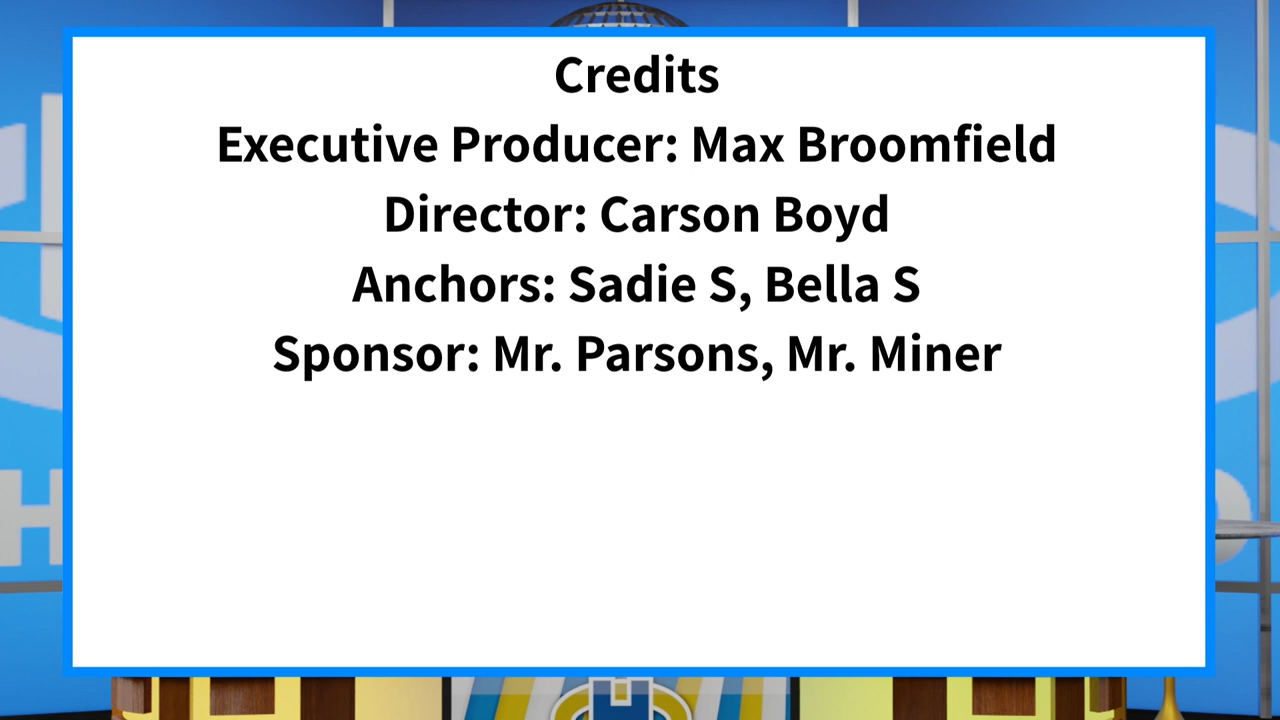 Credits
Executive Producer: Max Broomfield
Director: Carson Boyd
Anchors: Sadie S, Bella S
Sponsor: Mr. Parsons, Mr. Miner